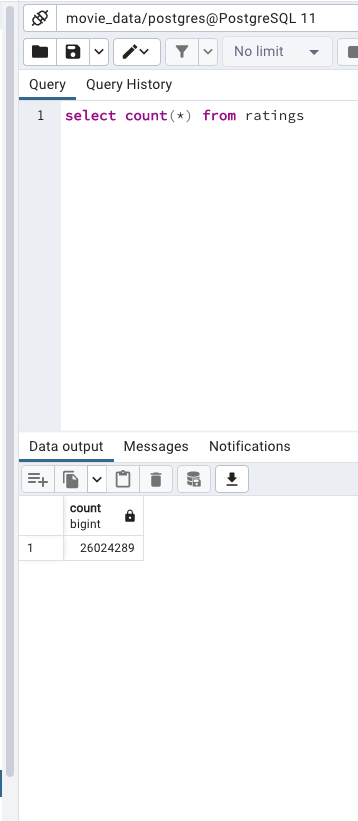 movie_data/postgres@PostgreSQL 11
No limit
Query Query History
1 select count(*) from ratings
Data output Messages Notifications
count
bigint
1 26024289